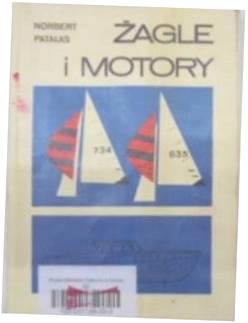 NORBERT
PATALAS
ŻAGLE
i MOTORY
734
635